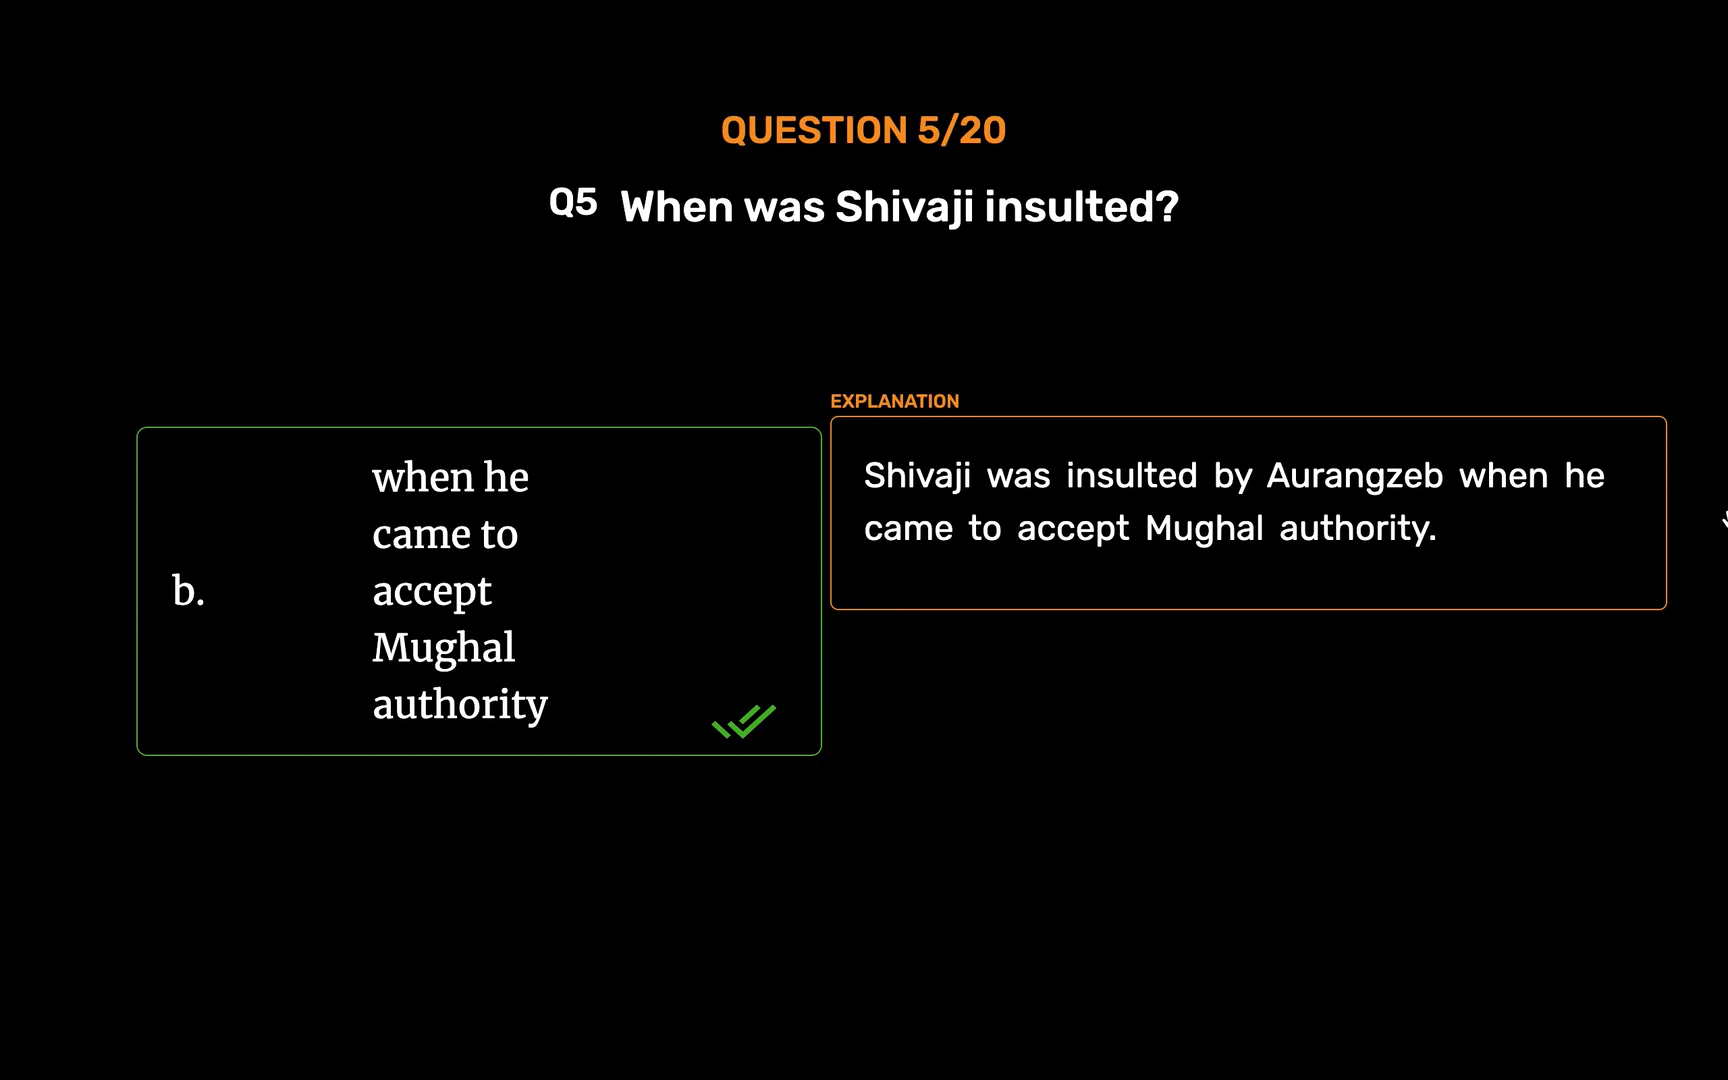 QUESTION 5/20
Q5 When was Shivaji insulted?
EXPLANATION
b.
when he
came to
accept
Mughal
authority
Shivaji was insulted by Aurangzeb when he
came to accept Mughal authority.